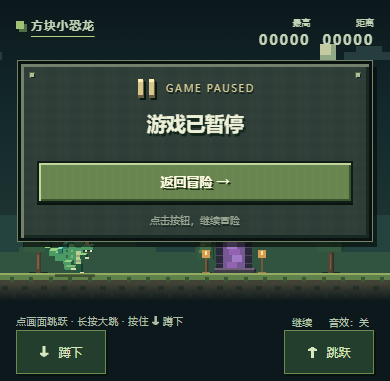 方块小恐龙
最高 距离
00000 00000
GAME PAUSED
游戏已暂停
返回冒险 →
点击按钮，继续冒险
点画面跳跃 · 长按大跳 · 按住 ↓ 蹲下
继续 音效：关
↓ 蹲下
↑ 跳跃